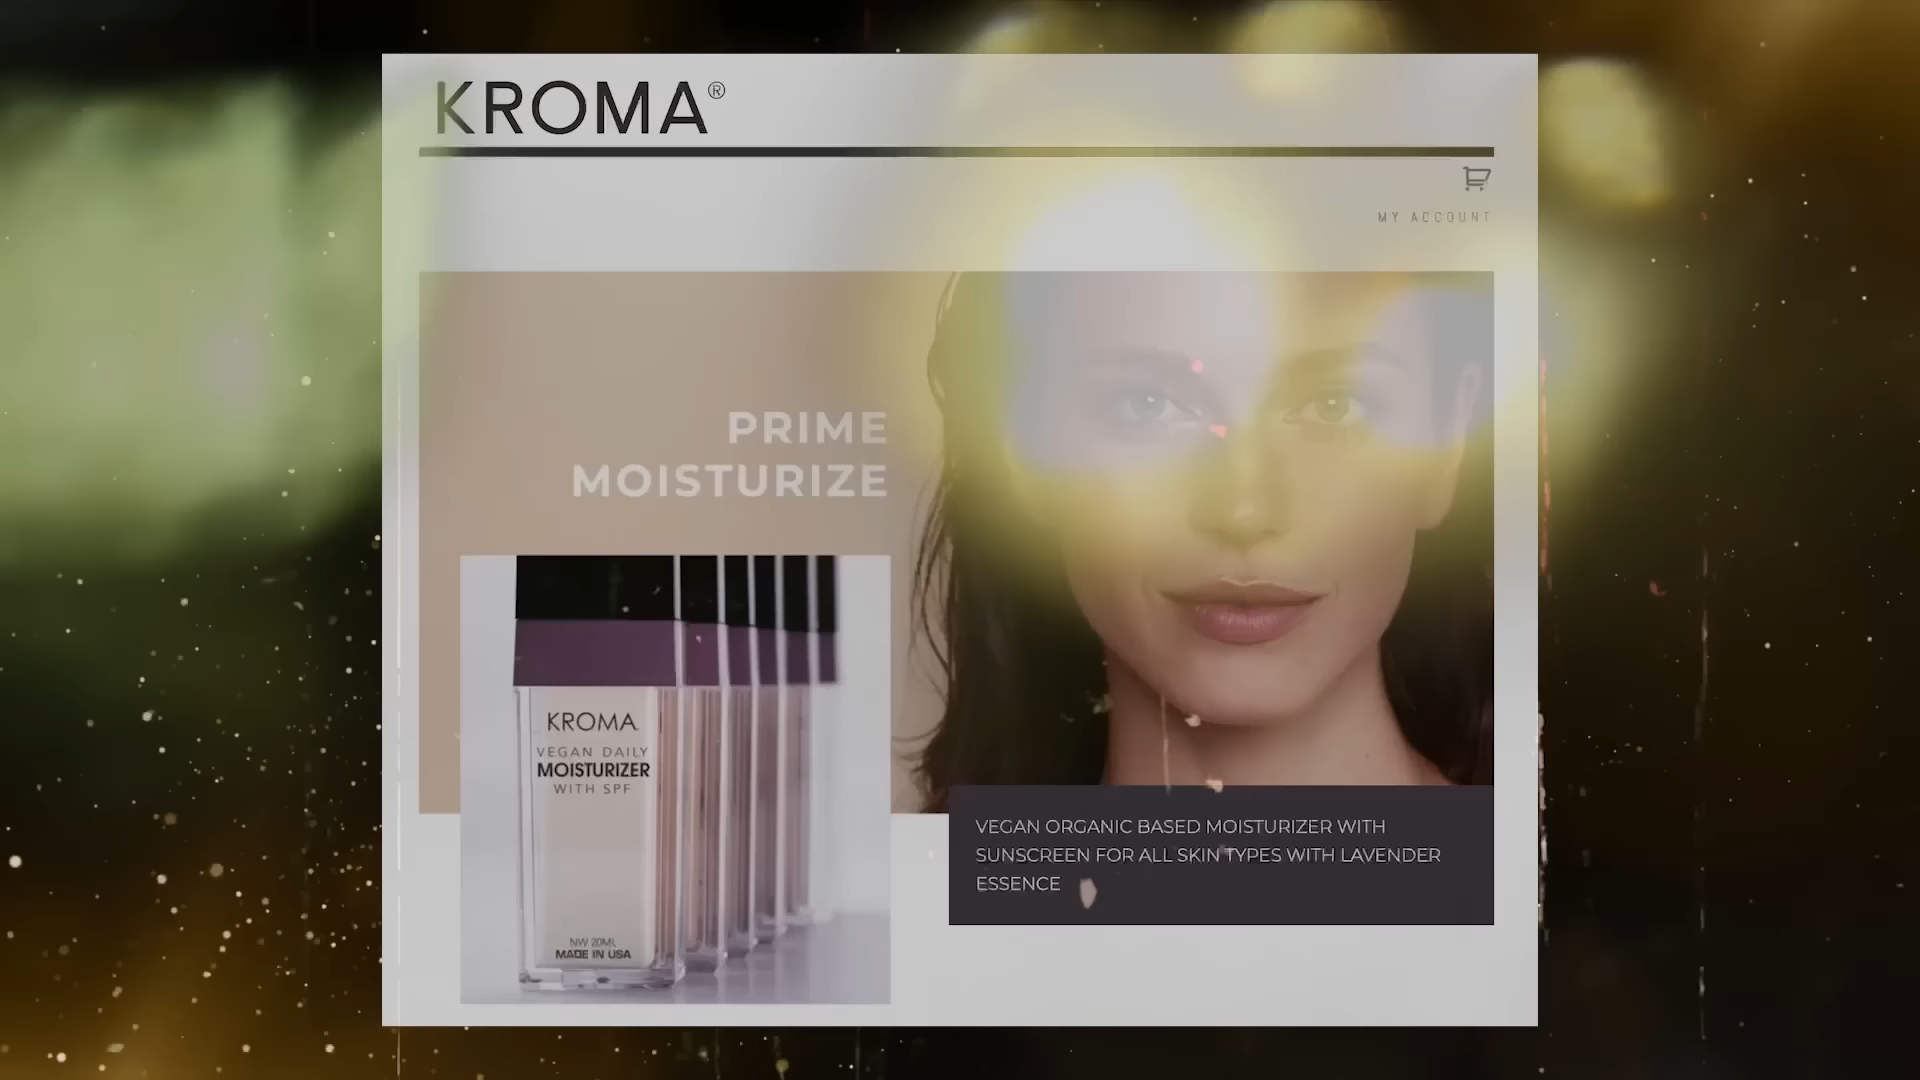 KROMA®
MY ACCOUNT
PRIME
MOISTURIZE
KROMA
VEGAN DAILY
MOISTURIZER
WITH SPF
NW 20ML
MADE IN USA
VEGAN ORGANIC BASED MOISTURIZER WITH
SUNSCREEN FOR ALL SKIN TYPES WITH LAVENDER
ESSENCE